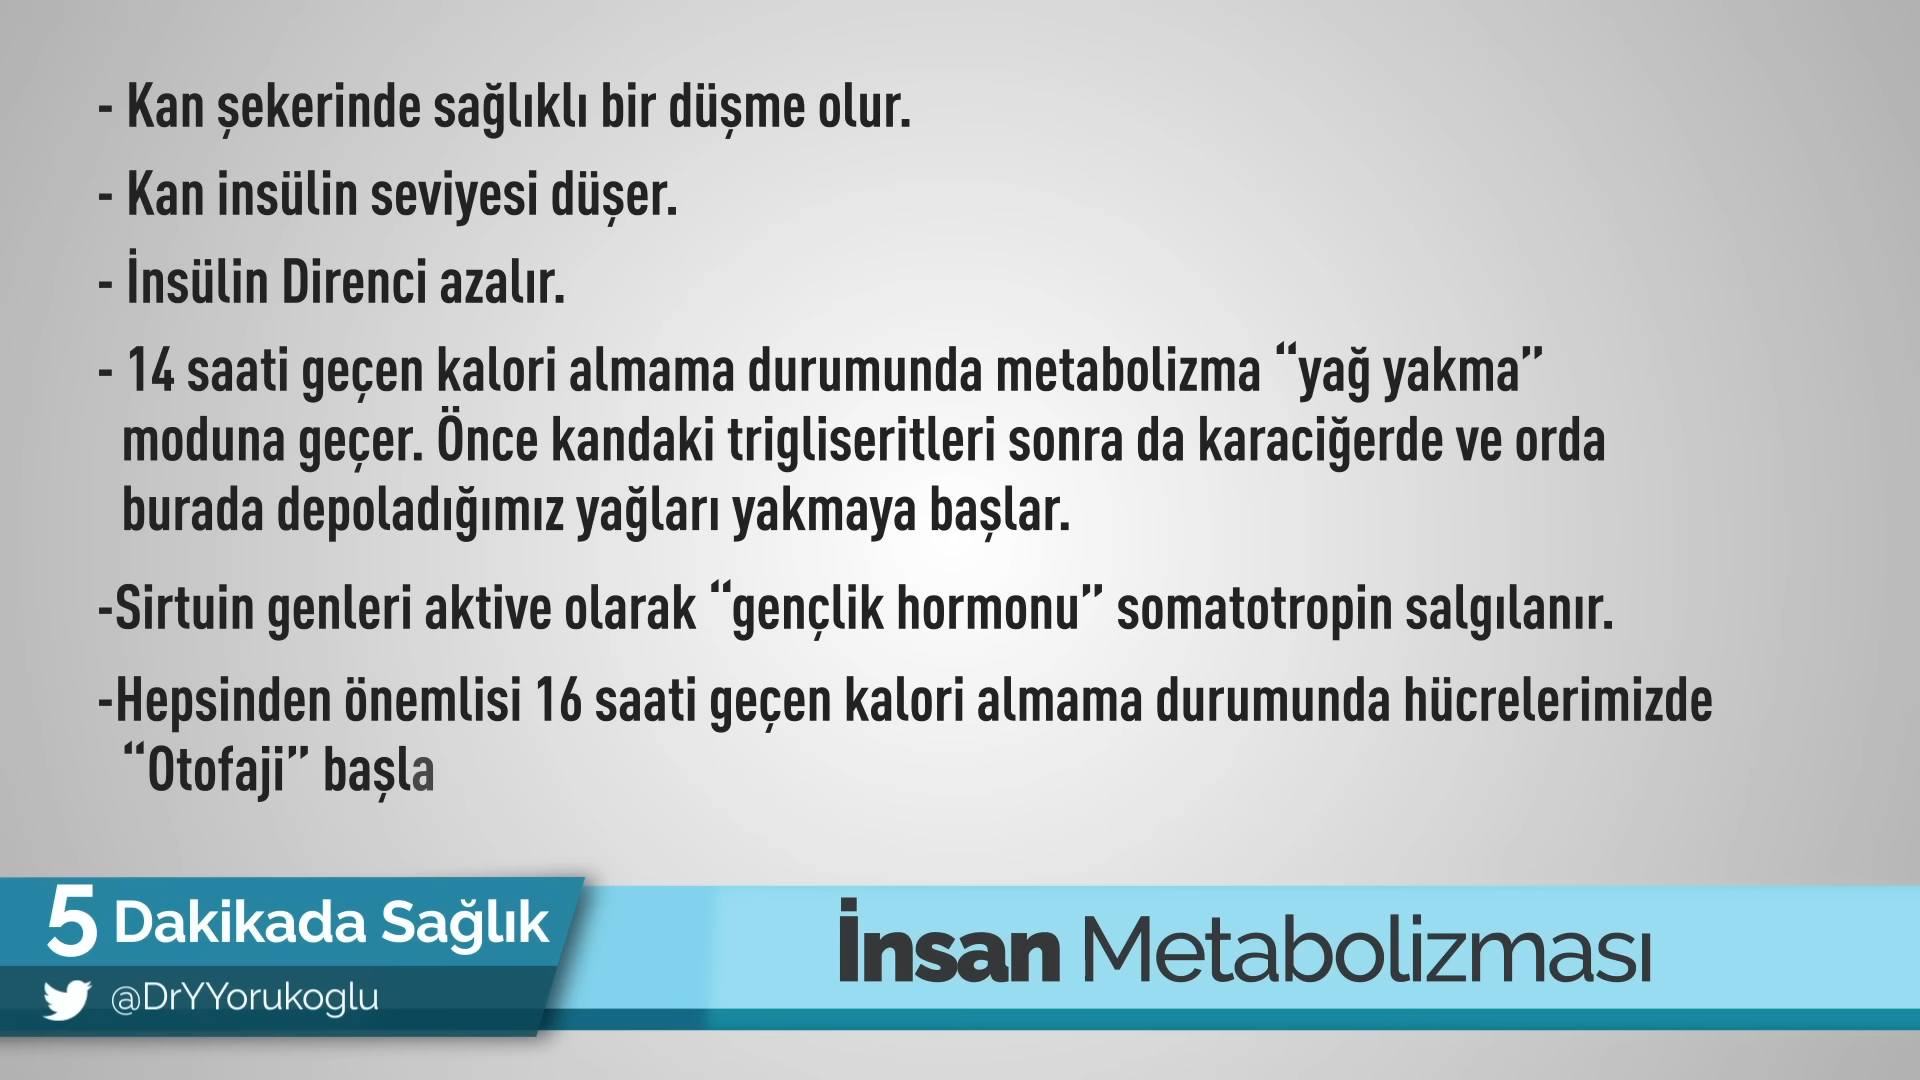 - Kan şekerinde sağlıklı bir düşme olur.
- Kan insülin seviyesi düşer.
- İnsülin Direnci azalır.
- 14 saati geçen kalori almama durumunda metabolizma “yağ yakma”
moduna geçer. Önce kandaki trigliseritleri sonra da karaciğerde ve orda
burada depoladığımız yağları yakmaya başlar.
-Sirtuin genleri aktive olarak “gençlik hormonu” somatotropin salgılanır.
-Hepsinden önemlisi 16 saati geçen kalori almama durumunda hücrelerimizde
“Otofaji” başla
5 Dakikada Sağlık
@DrYYorukoglu
İnsan Metabolizması